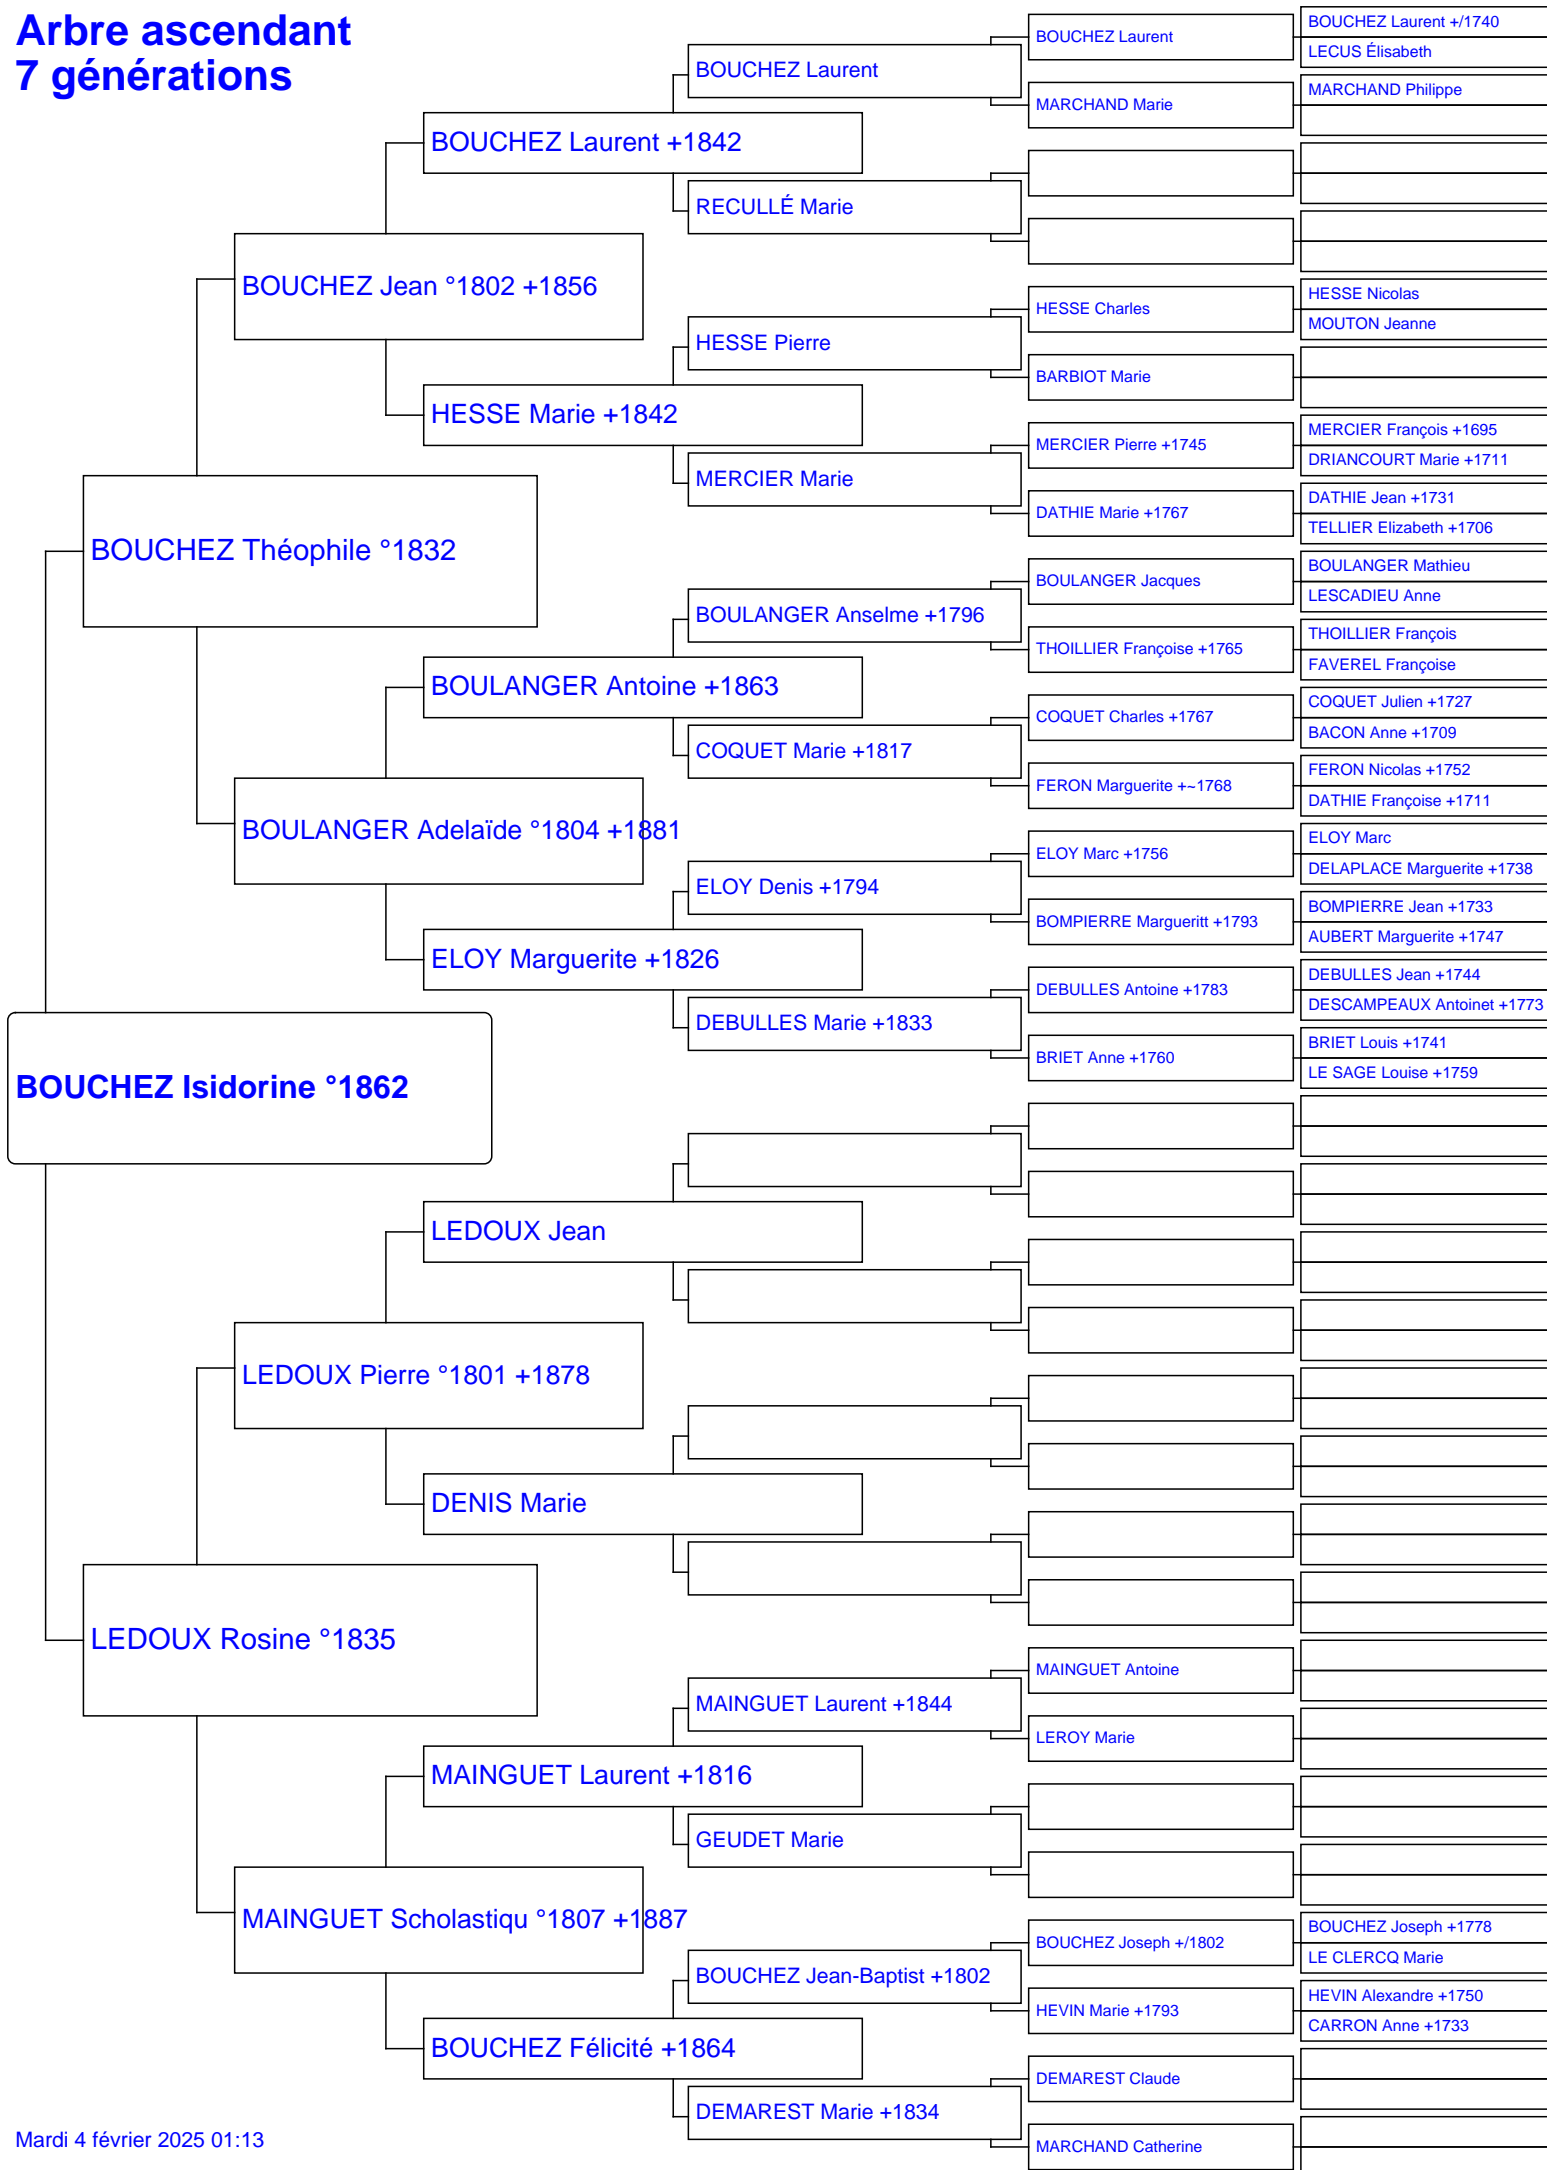 Arbre ascendant
7 générations
BOUCHEZ Isidorine °1862
BOUCHEZ Théophile °1832
LEDOUX Rosine °1835
BOUCHEZ Jean °1802 +1856
BOULANGER Adelaïde °1804 +1881
LEDOUX Pierre °1801 +1878
MAINGUET Scholastiqu °1807 +1887
BOUCHEZ Laurent +1842
HESSE Marie +1842
BOULANGER Antoine +1863
ELOY Marguerite +1826
LEDOUX Jean
DENIS Marie
MAINGUET Laurent +1816
BOUCHEZ Félicité +1864
BOUCHEZ Laurent
RECULLÉ Marie
HESSE Pierre
MERCIER Marie
BOULANGER Anselme +1796
COQUET Marie +1817
ELOY Denis +1794
DEBULLES Marie +1833
MAINGUET Laurent +1844
GEUDET Marie
BOUCHEZ Jean-Baptist +1802
DEMAREST Marie +1834
BOUCHEZ Laurent
MARCHAND Marie
HESSE Charles
BARBIOT Marie
MERCIER Pierre +1745
DATHIE Marie +1767
BOULANGER Jacques
THOILLIER Françoise +1765
COQUET Charles +1767
FERON Marguerite +~1768
ELOY Marc +1756
BOMPIERRE Margueritt +1793
DEBULLES Antoine +1783
BRIET Anne +1760
MAINGUET Antoine
LEROY Marie
BOUCHEZ Joseph +/1802
HEVIN Marie +1793
DEMAREST Claude
MARCHAND Catherine
BOUCHEZ Laurent +/1740
LECUS Élisabeth
MARCHAND Philippe
HESSE Nicolas
MOUTON Jeanne
MERCIER François +1695
DRIANCOURT Marie +1711
DATHIE Jean +1731
TELLIER Elizabeth +1706
BOULANGER Mathieu
LESCADIEU Anne
THOILLIER François
FAVEREL Françoise
COQUET Julien +1727
BACON Anne +1709
FERON Nicolas +1752
DATHIE Françoise +1711
ELOY Marc
DELAPLACE Marguerite +1738
BOMPIERRE Jean +1733
AUBERT Marguerite +1747
DEBULLES Jean +1744
DESCAMPEAUX Antoinet +1773
BRIET Louis +1741
LE SAGE Louise +1759
BOUCHEZ Joseph +1778
LE CLERCQ Marie
HEVIN Alexandre +1750
CARRON Anne +1733
Mardi 4 février 2025 01:13